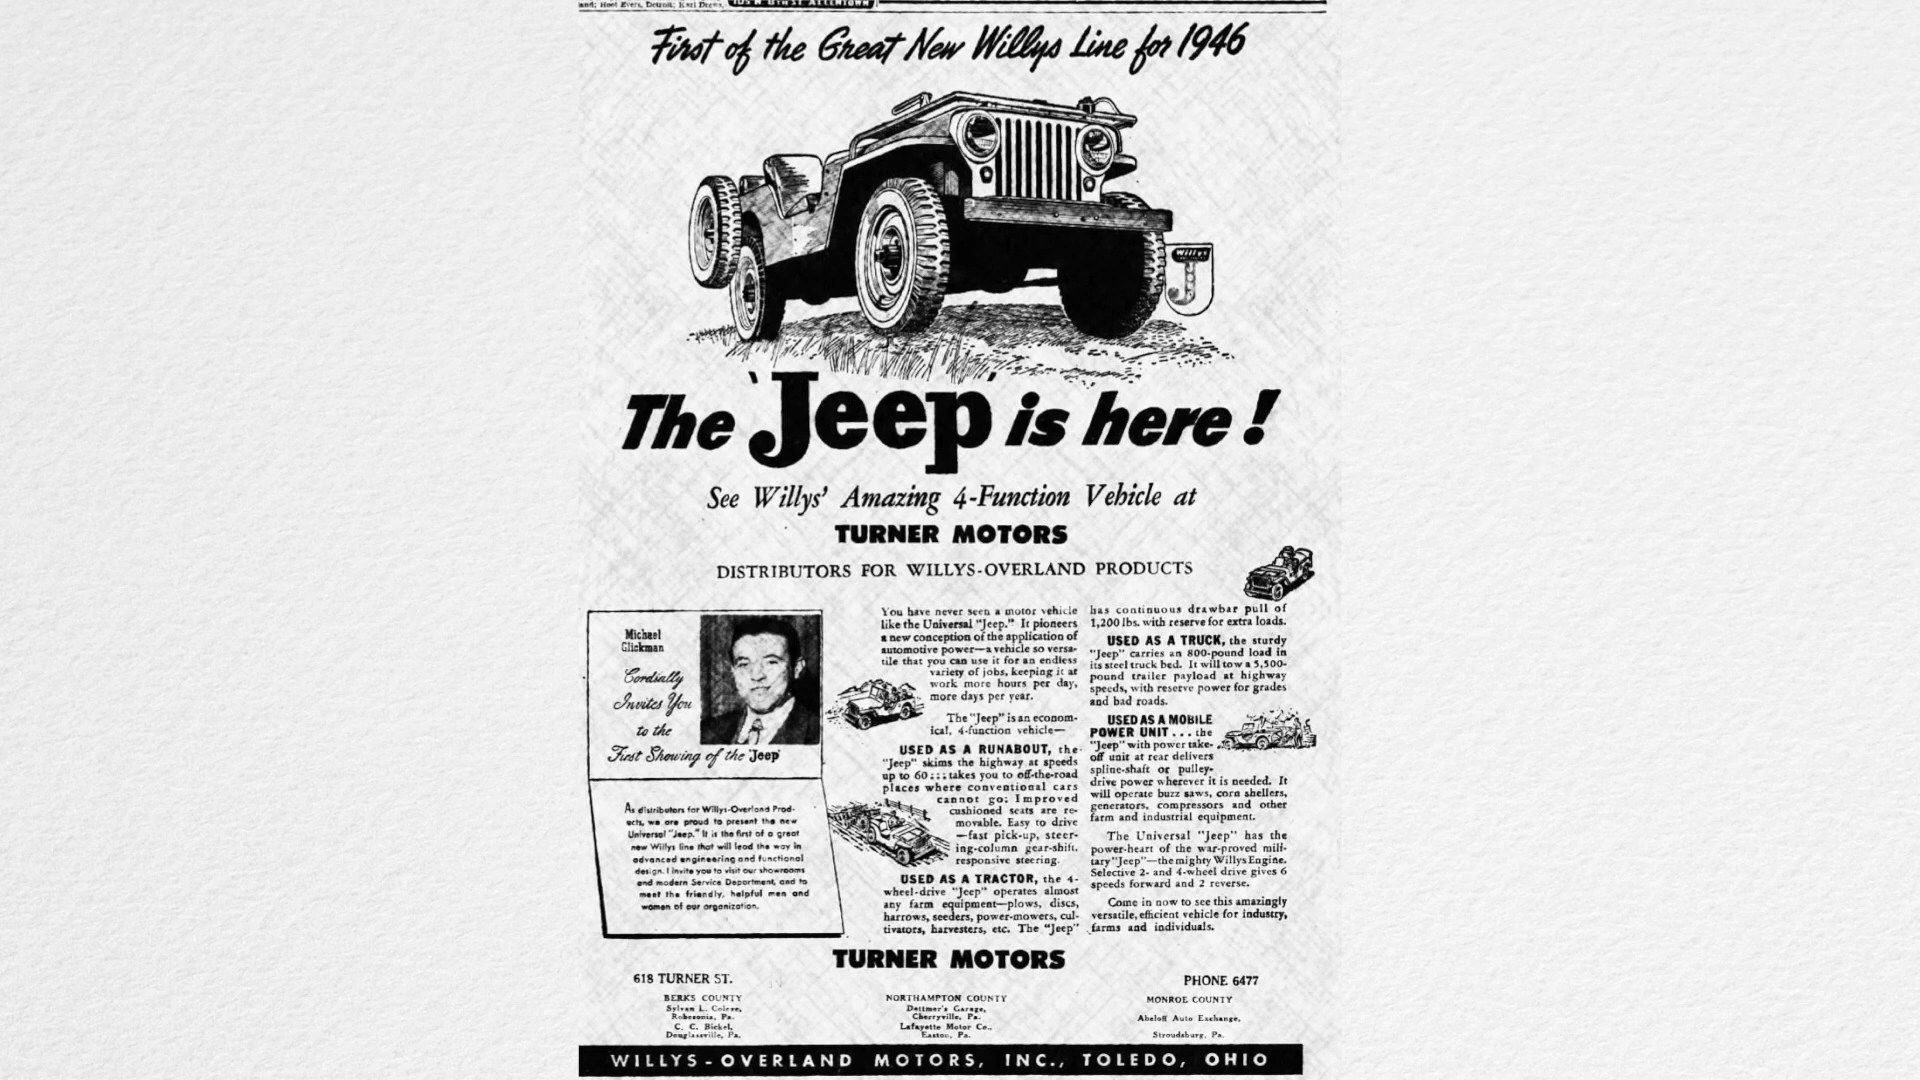 and; Hoot Evers, Detroit; Karl Drews,
105 N. 8TH ST. ALLENTOWN
First of the Great New Willys Line for 1946
Willys
J
The 'Jeep' is here!
See Willys' Amazing 4-Function Vehicle at
TURNER MOTORS
DISTRIBUTORS FOR WILLYS-OVERLAND PRODUCTS
Michael
Glickman
Cordially
Invites You
to the
First Showing of the 'Jeep'
As distributors for Willys-Overland Prod-
ucts, we are proud to present the new
Universal "Jeep." It is the first of a great
new Willys line that will lead the way in
advanced engineering and functional
design. I invite you to visit our showrooms
and modern Service Department, and to
meet the friendly, helpful men and
women of our organization.
You have never seen a motor vehicle
like the Universal "Jeep." It pioneers
a new conception of the application of
automotive power—a vehicle so versa-
tile that you can use it for an endless
variety of jobs, keeping it at
work more hours per day,
more days per year.
The "Jeep" is an econom-
ical, 4-function vehicle—
USED AS A RUNABOUT, the
"Jeep" skims the highway at speeds
up to 60 ... takes you to off-the-road
places where conventional cars
cannot go. Improved
cushioned seats are re-
movable. Easy to drive
—fast pick-up, steer-
ing-column gear-shift,
responsive steering.
USED AS A TRACTOR, the 4-
wheel-drive "Jeep" operates almost
any farm equipment—plows, discs,
harrows, seeders, power-mowers, cul-
tivators, harvesters, etc. The "Jeep"
has continuous drawbar pull of
1,200 lbs. with reserve for extra loads.
USED AS A TRUCK, the sturdy
"Jeep" carries an 800-pound load in
its steel truck bed. It will tow a 5,500-
pound trailer payload at highway
speeds, with reserve power for grades
and bad roads.
USED AS A MOBILE
POWER UNIT . . . the
"Jeep" with power take-
off unit at rear delivers
spline-shaft or pulley-
drive power wherever it is needed. It
will operate buzz saws, corn shellers,
generators, compressors and other
farm and industrial equipment.
The Universal "Jeep" has the
power-heart of the war-proved mili-
tary "Jeep"—the mighty Willys Engine.
Selective 2- and 4-wheel drive gives 6
speeds forward and 2 reverse.
Come in now to see this amazingly
versatile, efficient vehicle for industry,
farms and individuals.
TURNER MOTORS
618 TURNER ST.
PHONE 6477
BERKS COUNTY
Sylvan L.
Robesonia, Pa.
C. C. Bickel,
Douglassville, Pa.
NORTHAMPTON COUNTY
Dettmer's Garage,
Cherryville, Pa.
Lafayette Motor Co.,
Easton, Pa.
MONROE COUNTY
Abeloff Auto Exchange,
Stroudsburg, Pa.
WILLYS-OVERLAND MOTORS, INC., TOLEDO, OHIO